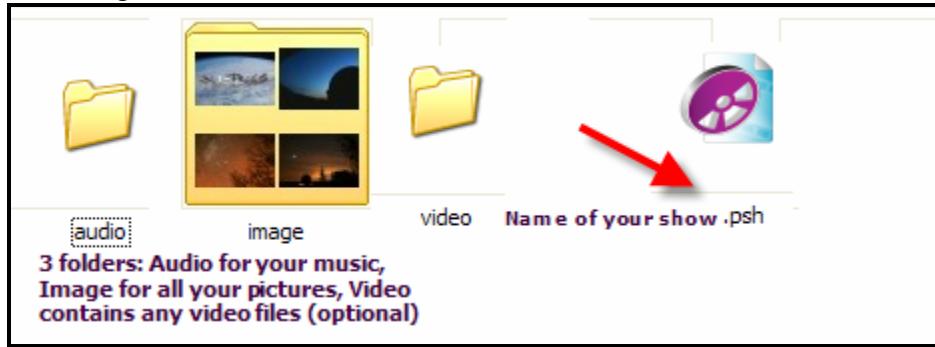 audio
image
video
Name of your show .psh
3 folders: Audio for your music,
Image for all your pictures, Video
contains any video files (optional)